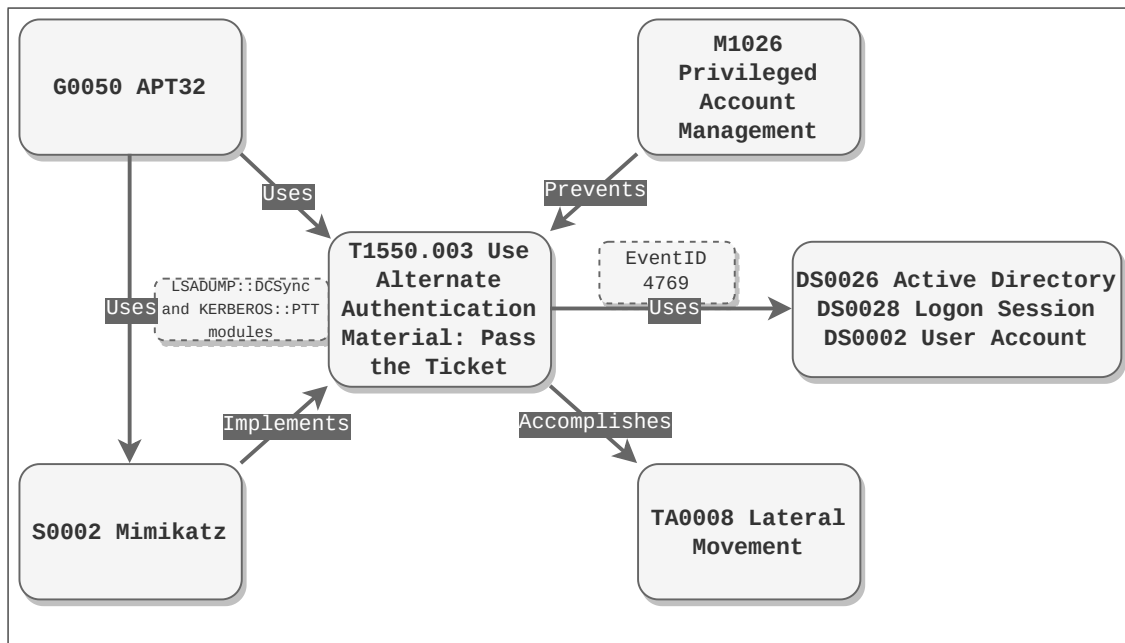 G0050 APT32
M1026
Privileged
Account
Management
Uses
Prevents
T1550.003 Use
Alternate
Authentication
Material: Pass
the Ticket
EventID
4769
Uses
DS0026 Active Directory
DS0028 Logon Session
DS0002 User Account
Uses
LSADUMP::DCSync
and KERBEROS::PTT
modules
Implements
Accomplishes
S0002 Mimikatz
TA0008 Lateral
Movement